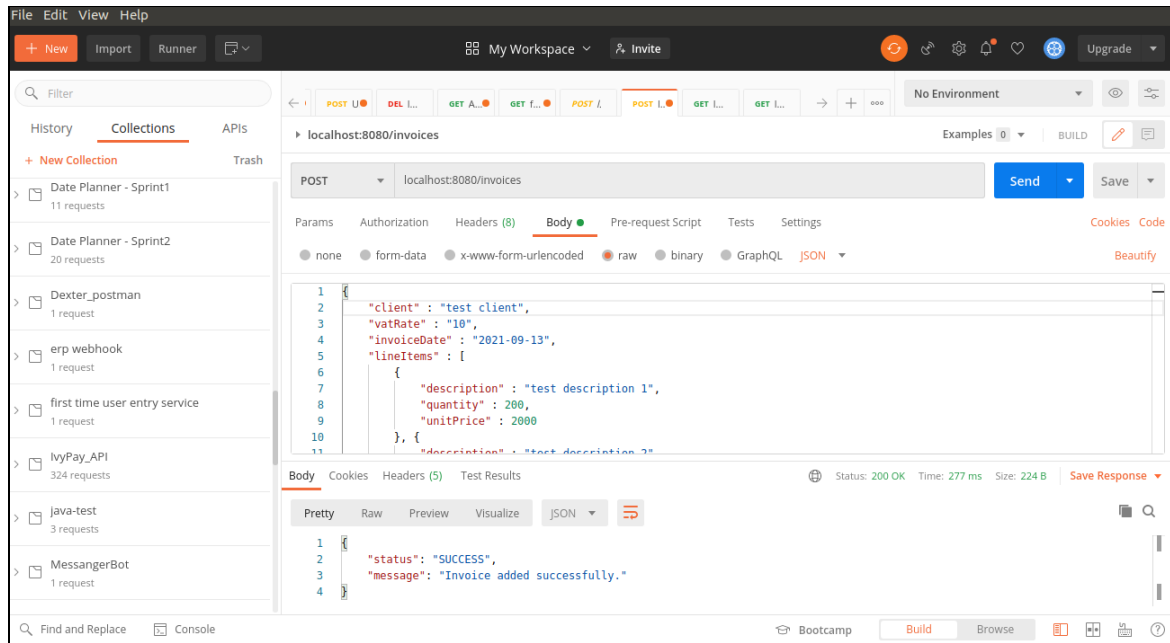 File Edit View Help
+ New Import Runner My Workspace Invite Upgrade
Filter
History Collections APIs
+ New Collection Trash
Date Planner - Sprint1
11 requests
Date Planner - Sprint2
20 requests
Dexter_postman
1 request
erp webhook
1 request
first time user entry service
1 request
IvyPay_API
324 requests
java-test
3 requests
MessangerBot
1 request
POST U DEL I... GET A... GET f... POST /. POST l.. GET l... GET l... + ooo
No Environment
localhost:8080/invoices Examples 0 BUILD
POST localhost:8080/invoices Send Save
Params Authorization Headers (8) Body Pre-request Script Tests Settings Cookies Code
none form-data x-www-form-urlencoded raw binary GraphQL JSON Beautify
1 {
2 "client" : "test client",
3 "vatRate" : "10",
4 "invoiceDate" : "2021-09-13",
5 "lineItems" : [
6 {
7 "description" : "test description 1",
8 "quantity" : 200,
9 "unitPrice" : 2000
10 }, {
11 "description" : "test description 2"
Body Cookies Headers (5) Test Results Status: 200 OK Time: 277 ms Size: 224 B Save Response
Pretty Raw Preview Visualize JSON
1 {
2 "status": "SUCCESS",
3 "message": "Invoice added successfully."
4 }
Find and Replace Console Bootcamp Build Browse